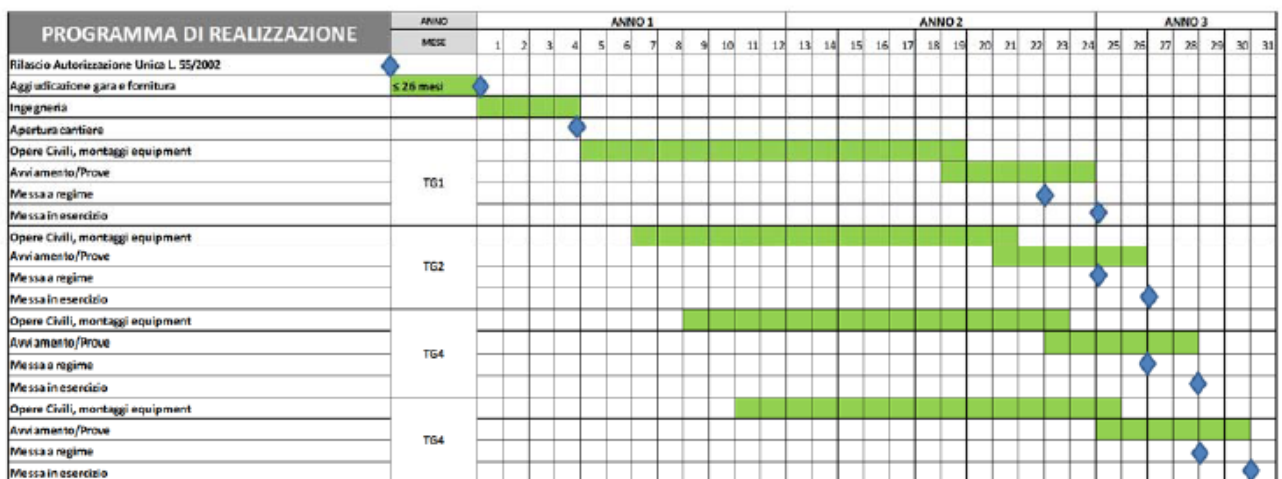 PROGRAMMA DI REALIZZAZIONE
ANNO ANNO 1 ANNO 2 ANNO 3
MESE 1 2 3 4 5 6 7 8 9 10 11 12 13 14 15 16 17 18 19 20 21 22 23 24 25 26 27 28 29 30 31
Rilascio Autorizzazione Unica L. 55/2002
Aggiudicazione gara e fornitura ≤ 26 mesi
Ingegneria
Apertura cantiere
Opere Civili, montaggi equipment
Avviamento/Prove
TG1
Messa a regime
Messa in esercizio
Opere Civili, montaggi equipment
Avviamento/Prove
TG2
Messa a regime
Messa in esercizio
Opere Civili, montaggi equipment
Avviamento/Prove
TG4
Messa a regime
Messa in esercizio
Opere Civili, montaggi equipment
Avviamento/Prove
TG4
Messa a regime
Messa in esercizio